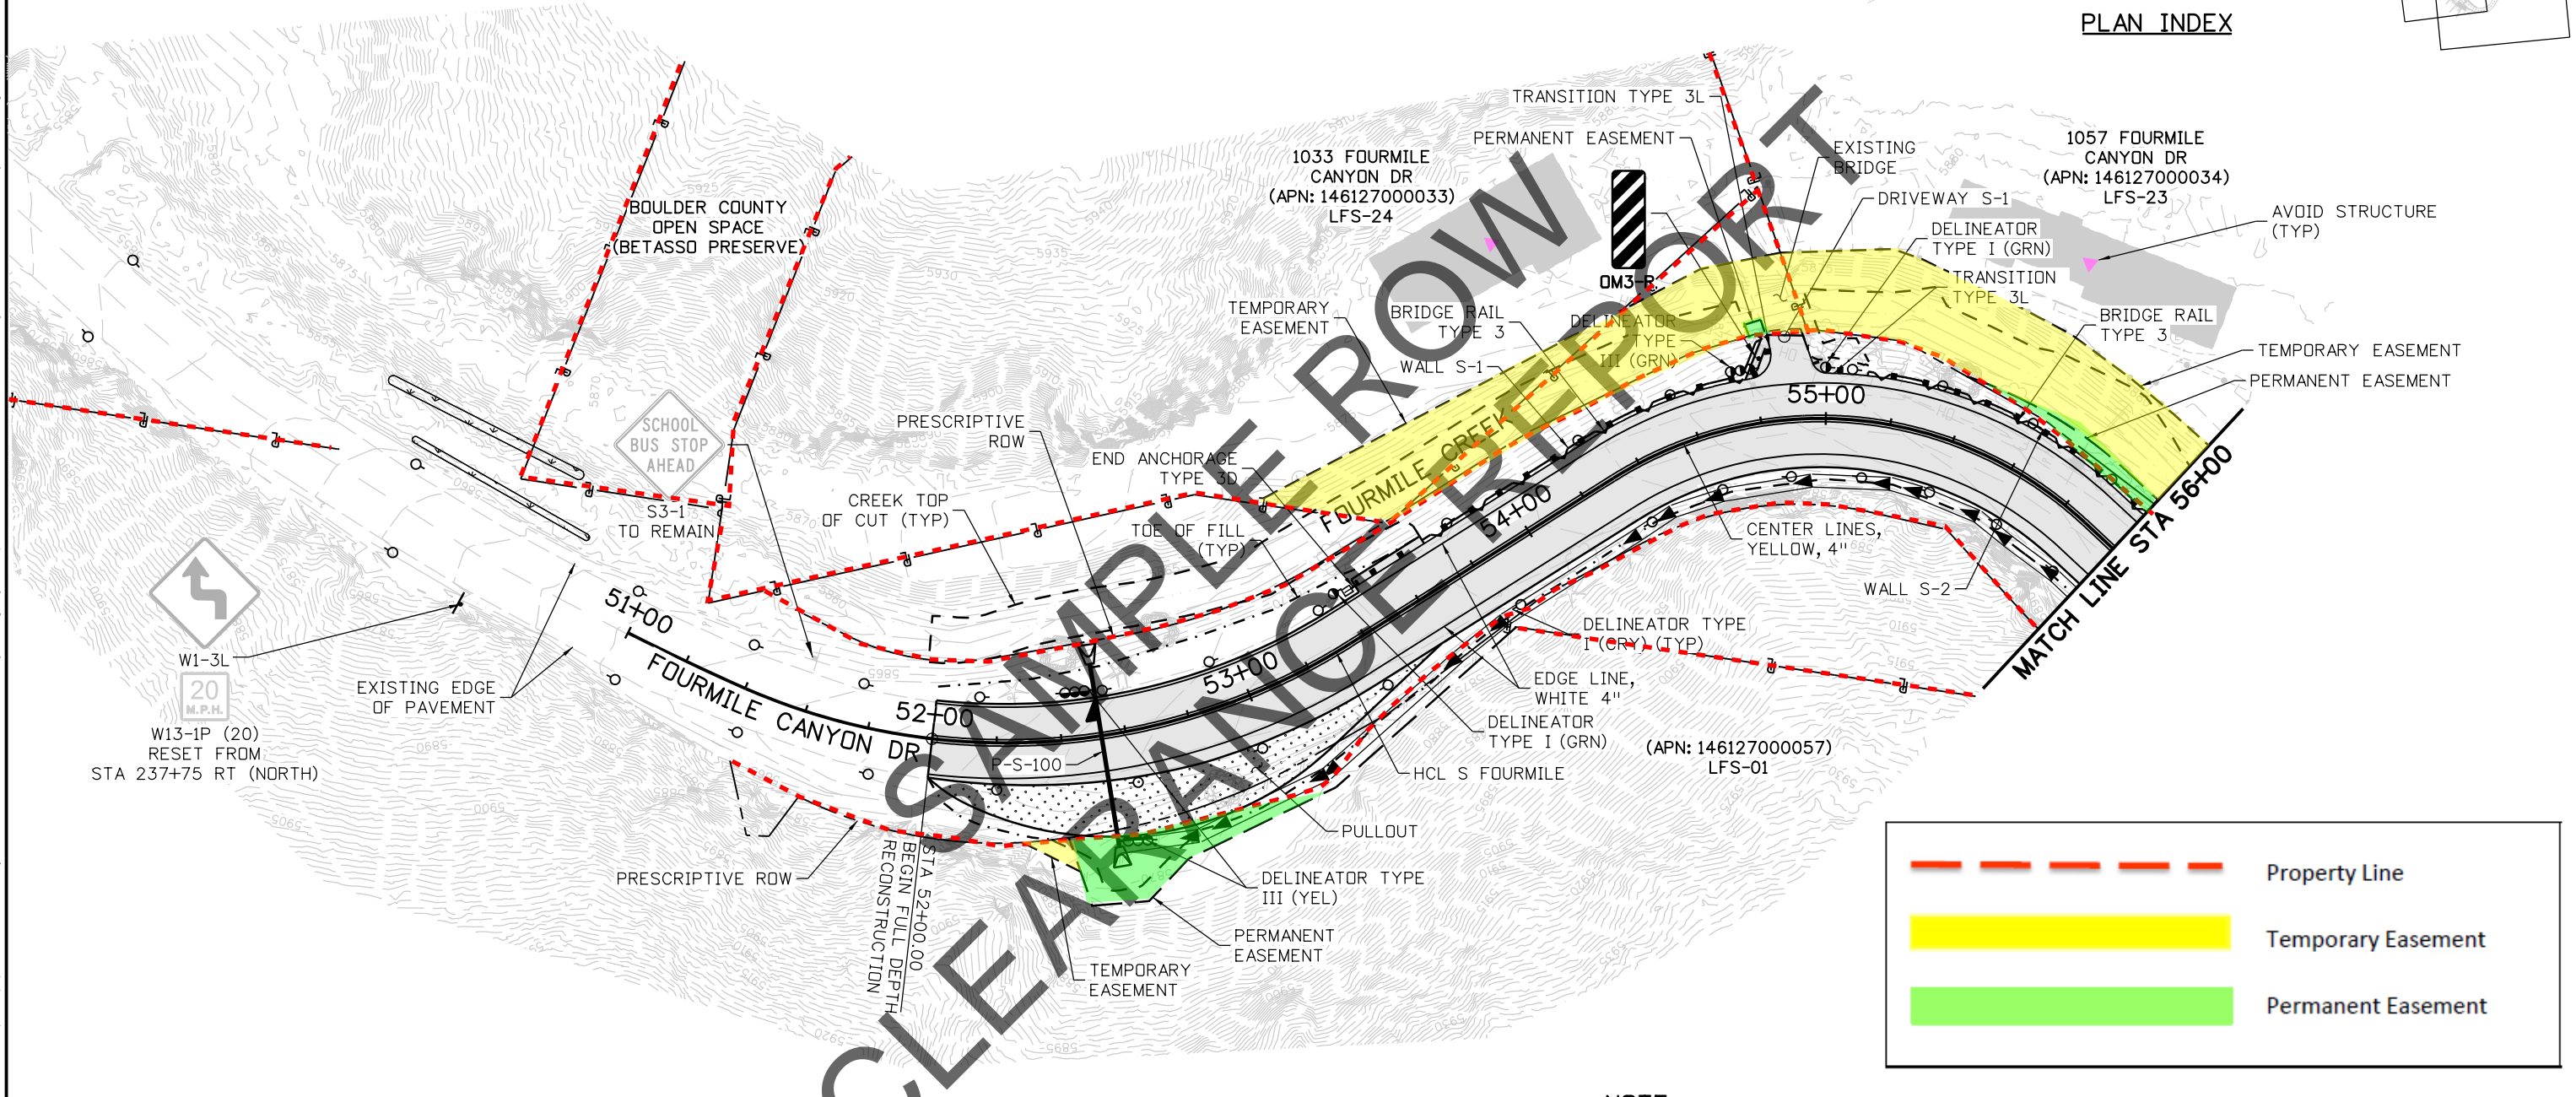 PLAN INDEX
TRANSITION TYPE 3L
PERMANENT EASEMENT
1033 FOURMILE
CANYON DR
(APN: 146127000033)
LFS-24
EXISTING
BRIDGE
1057 FOURMILE
CANYON DR
(APN: 146127000034)
LFS-23
DRIVEWAY S-1
AVOID STRUCTURE
(TYP)
BOULDER COUNTY
OPEN SPACE
(BETASSO PRESERVE)
DELINEATOR
TYPE I (GRN)
OM3-R
TRANSITION
TYPE 3L
TEMPORARY
EASEMENT
BRIDGE RAIL
TYPE 3
DELINEATOR
TYPE
III (GRN)
BRIDGE RAIL
TYPE 3
WALL S-1
TEMPORARY EASEMENT
PERMANENT EASEMENT
55+00
SCHOOL
BUS STOP
AHEAD
PRESCRIPTIVE
ROW
FOURMILE CREEK
END ANCHORAGE
TYPE 3D
CREEK TOP
OF CUT (TYP)
S3-1
TO REMAIN
TOE OF FILL
(TYP)
54+00
CENTER LINES,
YELLOW, 4"
MATCH LINE STA 56+00
WALL S-2
51+00
DELINEATOR TYPE
I (CRY) (TYP)
W1-3L
20
M.P.H.
EXISTING EDGE
OF PAVEMENT
FOURMILE CANYON DR
53+00
52+00
EDGE LINE,
WHITE 4"
DELINEATOR
TYPE I (GRN)
W13-1P (20)
RESET FROM
STA 237+75 RT (NORTH)
P-S-100
(APN: 146127000057)
LFS-01
HCL S FOURMILE
PULLOUT
PRESCRIPTIVE ROW
STA 52+00.00
BEGIN FULL DEPTH
RECONSTRUCTION
DELINEATOR TYPE
III (YEL)
PERMANENT
EASEMENT
TEMPORARY
EASEMENT
SAMPLE ROW
CLEARANCE REPORT
Property Line
Temporary Easement
Permanent Easement